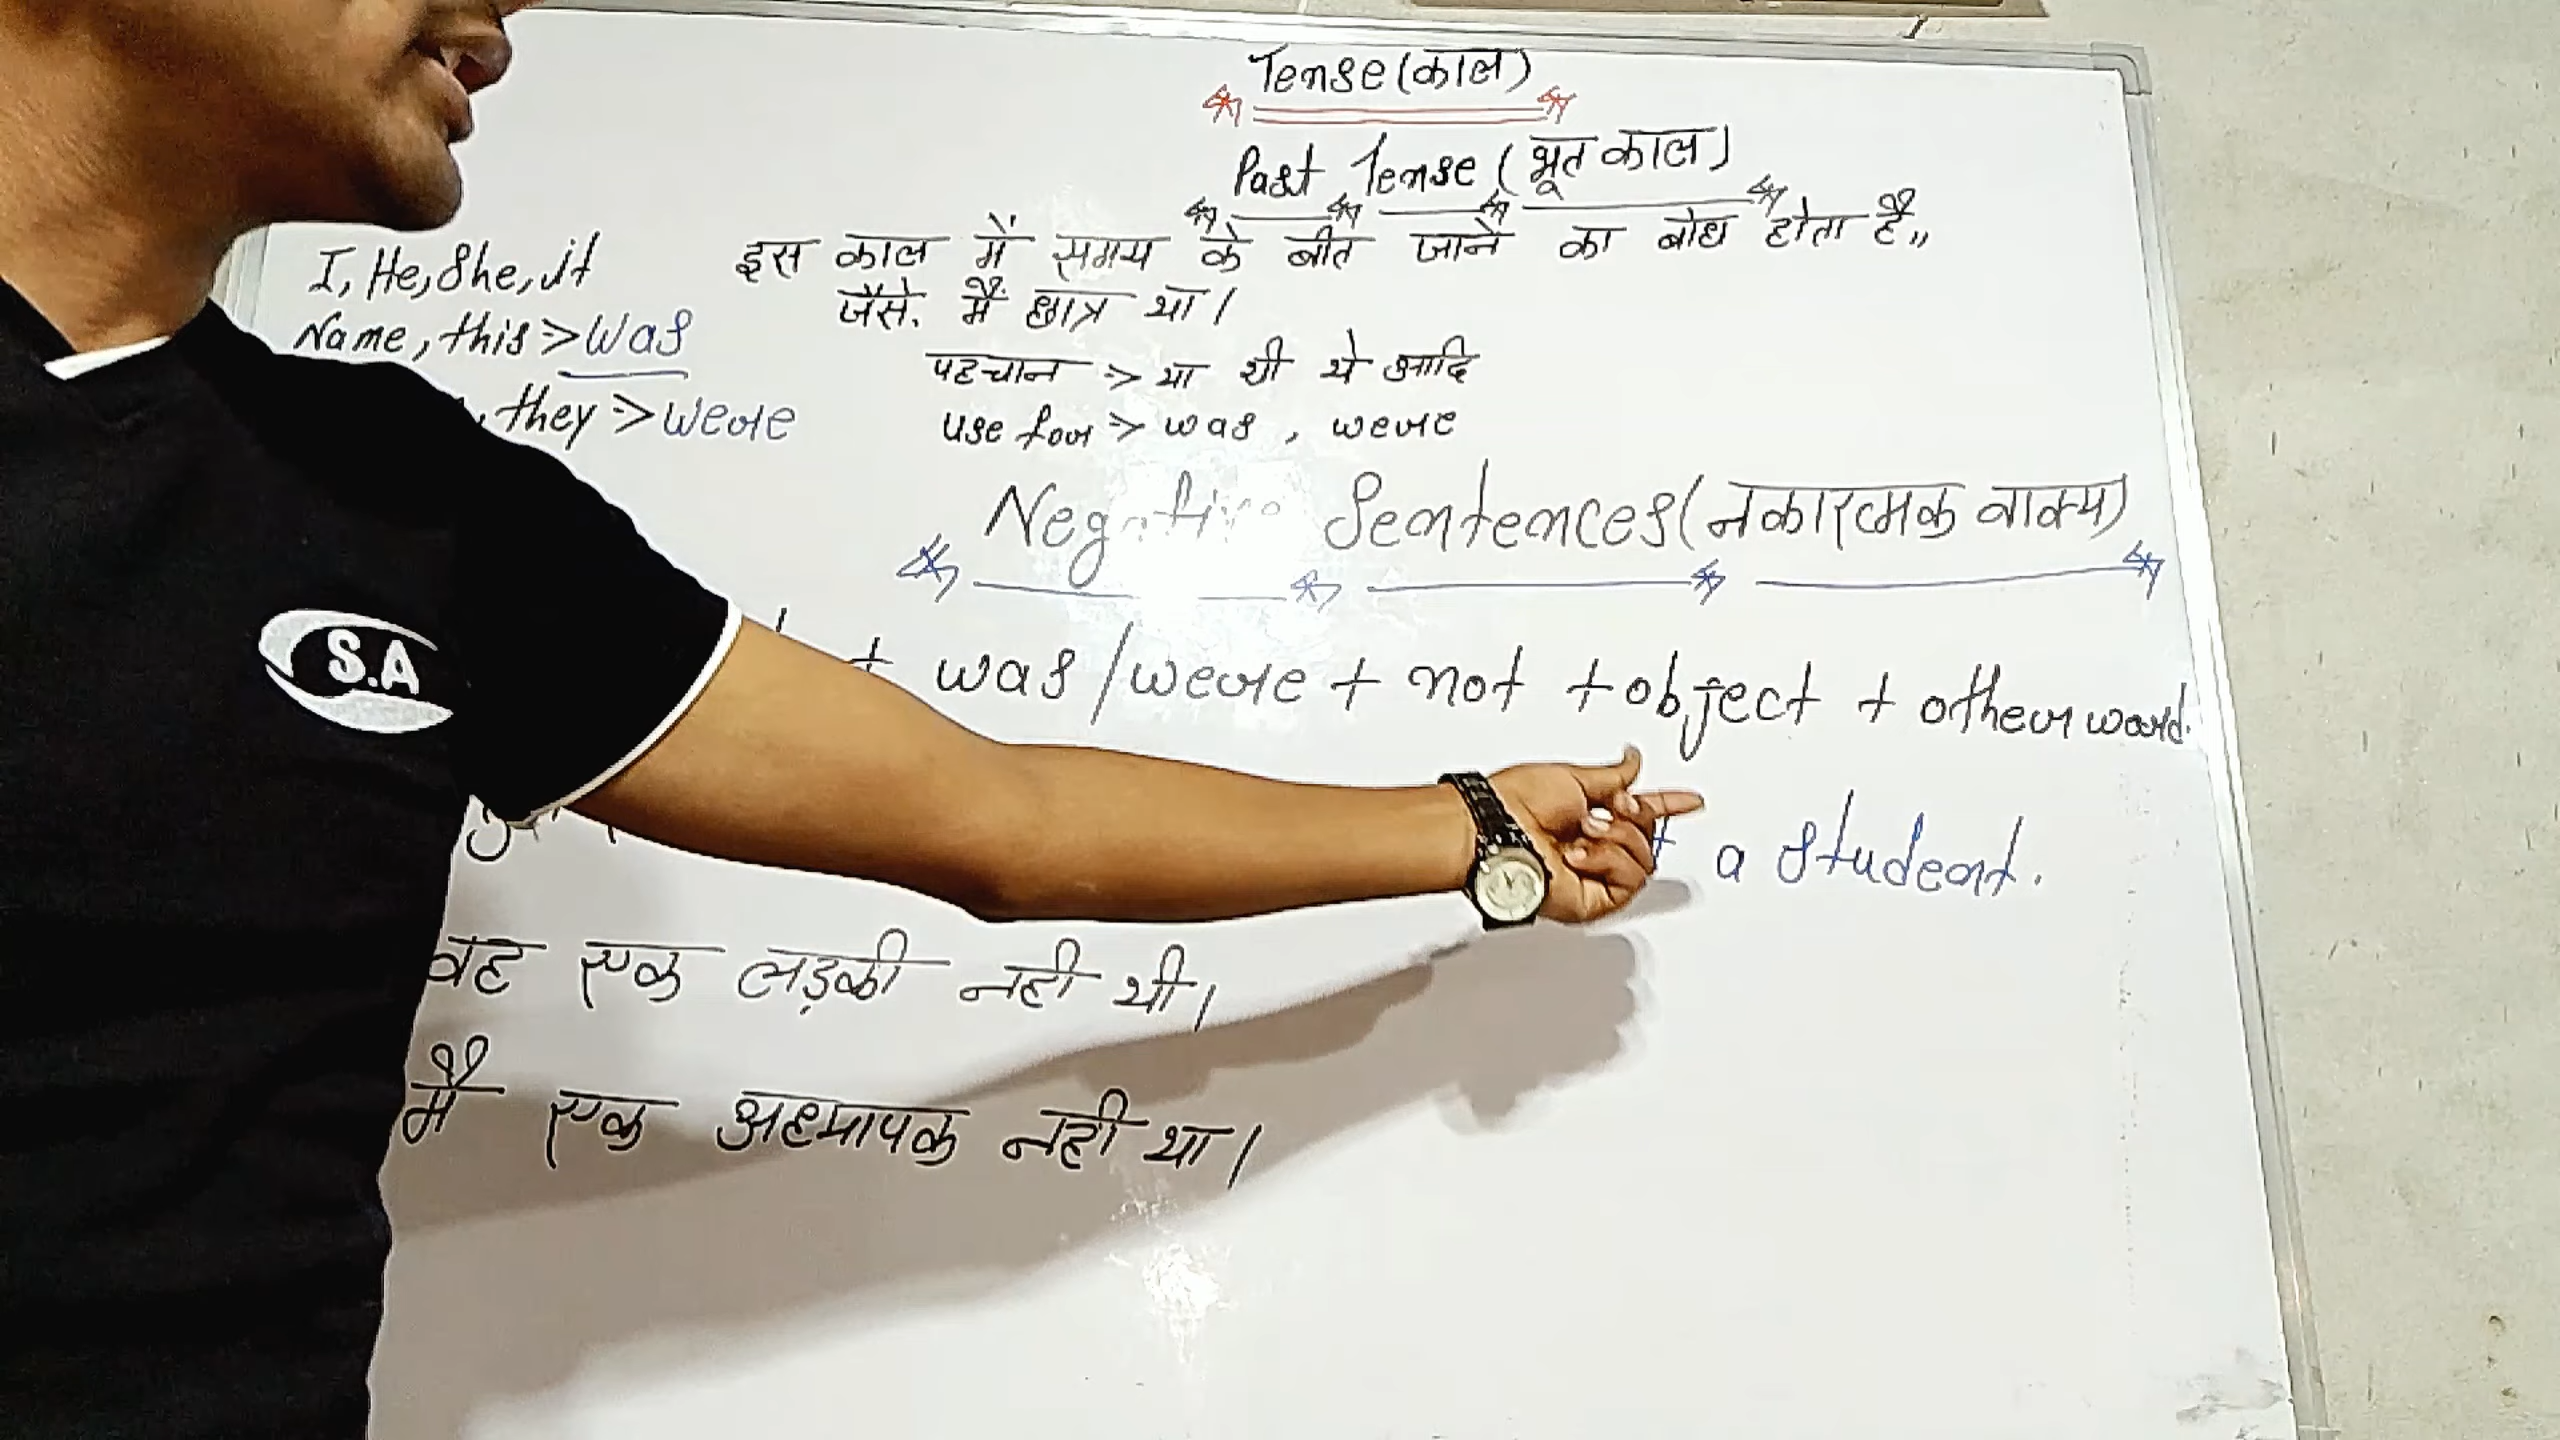 Tense (काल)
Past Tense (भूत काल)
इस काल में समय के बीत जाने का बोध होता है,,
जैसे. मैं छात्र था।
I, He, She, it
Name, this => was
, they => were
पहचान => था थी थे आदि
use for => was, were
Negative Sentences (नकारत्मक वाक्य)
+ was/were + not + object + other word.
a student.
वह एक लड़की नही थी।
मै एक अध्यापक नही था।
S.A